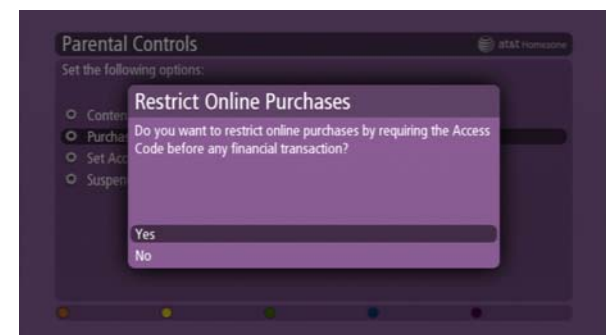 Parental Controls
at&t Homezone
Set the following options:
Restrict Online Purchases
Do you want to restrict online purchases by requiring the Access
Code before any financial transaction?
Yes
No